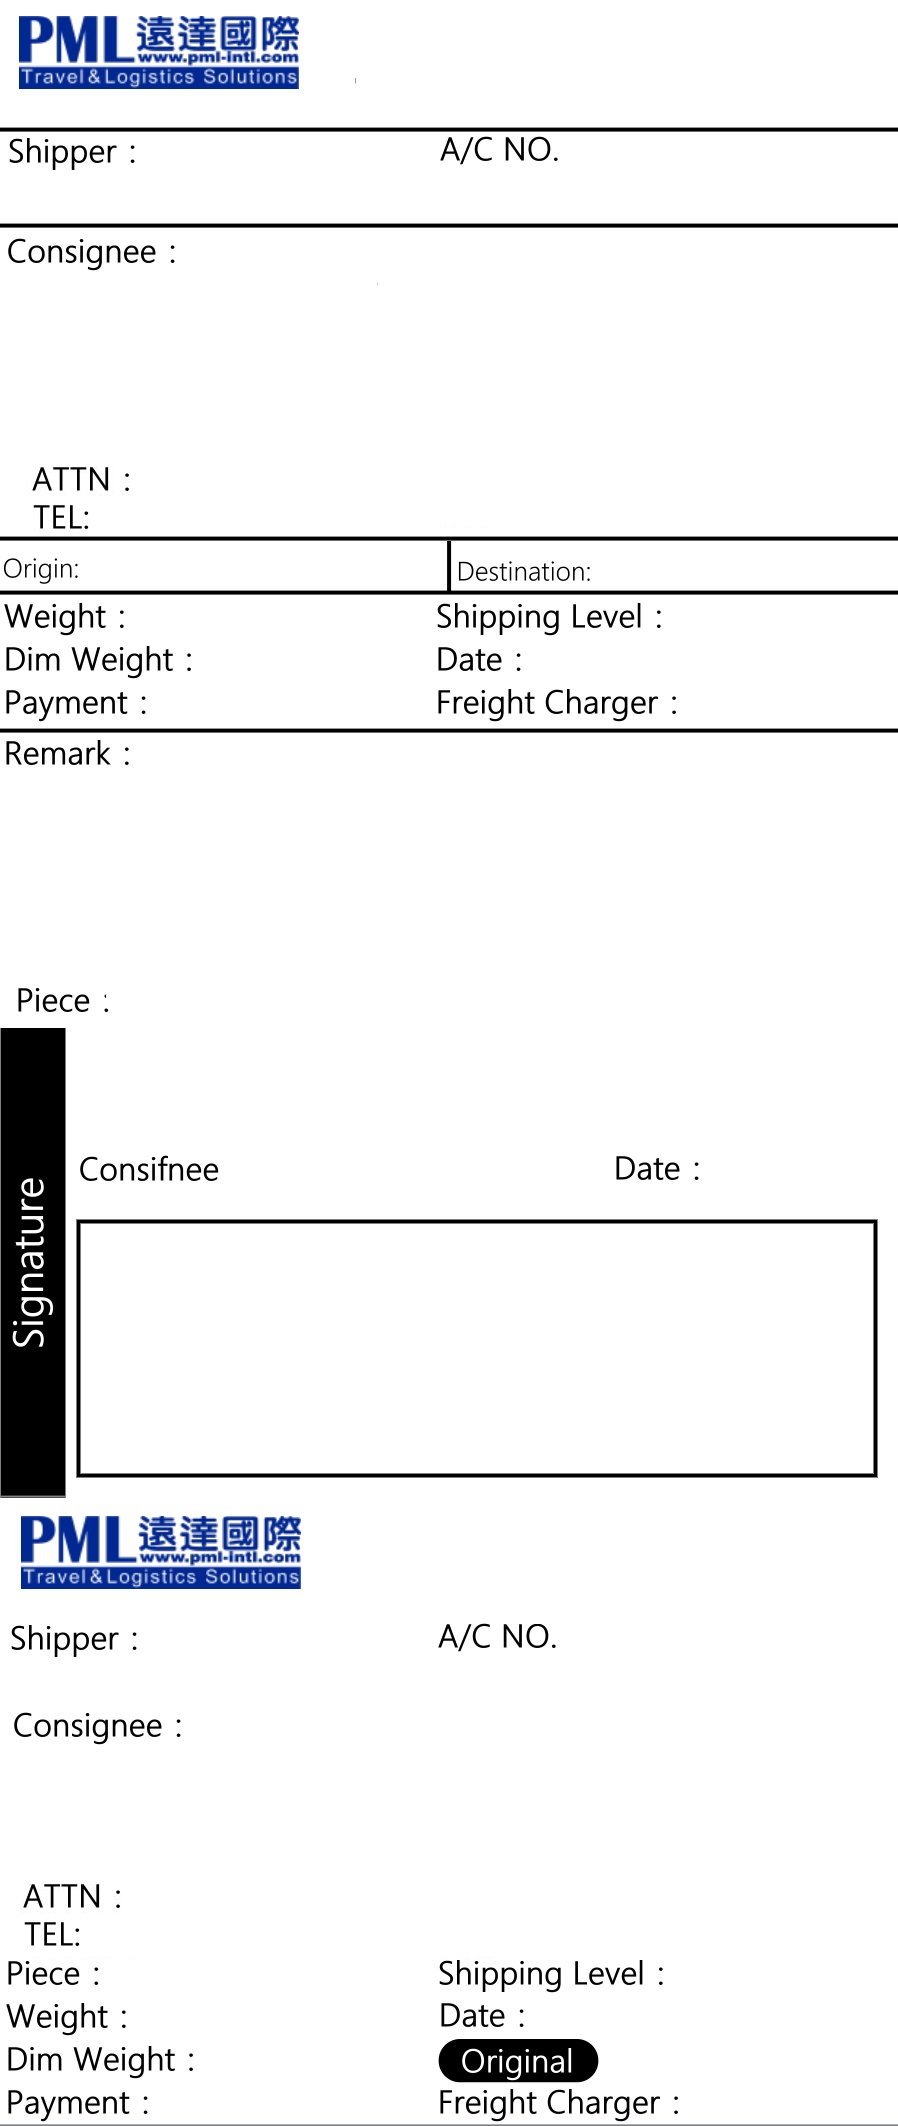 PML 遠達國際
www.pml-intl.com
Travel&Logistics Solutions
Shipper : A/C NO.
Consignee :
ATTN :
TEL:
Origin: Destination:
Weight : Shipping Level :
Dim Weight : Date :
Payment : Freight Charger :
Remark :
Piece :
Signature
Consifnee Date :
PML 遠達國際
www.pml-intl.com
Travel&Logistics Solutions
Shipper : A/C NO.
Consignee :
ATTN :
TEL:
Piece : Shipping Level :
Weight : Date :
Dim Weight : Original
Payment : Freight Charger :